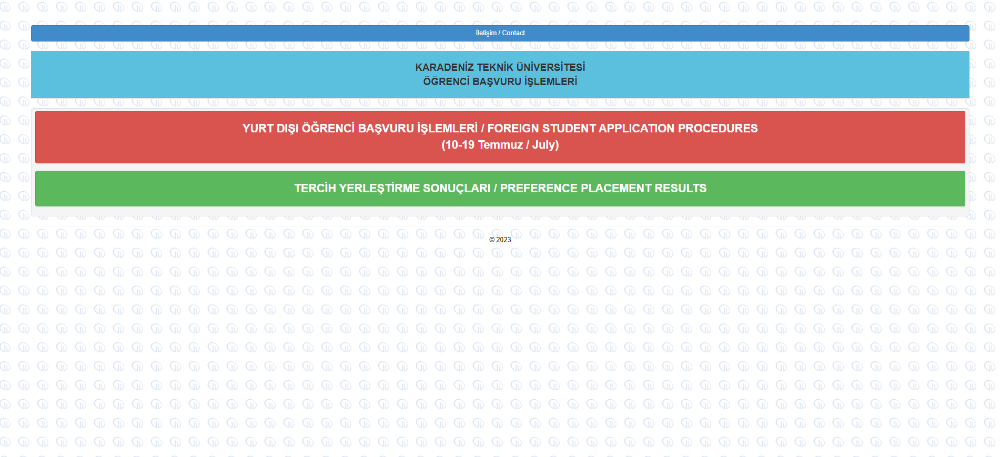 İletişim / Contact
KARADENİZ TEKNİK ÜNİVERSİTESİ
ÖĞRENCİ BAŞVURU İŞLEMLERİ
YURT DIŞI ÖĞRENCİ BAŞVURU İŞLEMLERİ / FOREIGN STUDENT APPLICATION PROCEDURES
(10-19 Temmuz / July)
TERCİH YERLEŞTİRME SONUÇLARI / PREFERENCE PLACEMENT RESULTS
© 2023